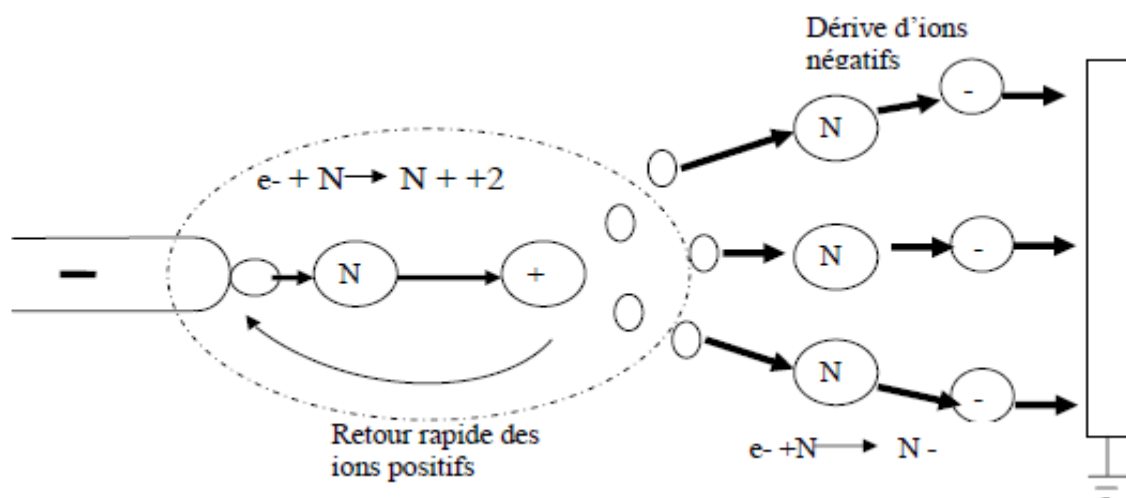 Dérive d'ions
négatifs
e- + N → N + +2
-
N
-
N
+
N
-
N
-
Retour rapide des
ions positifs
e- +N → N -